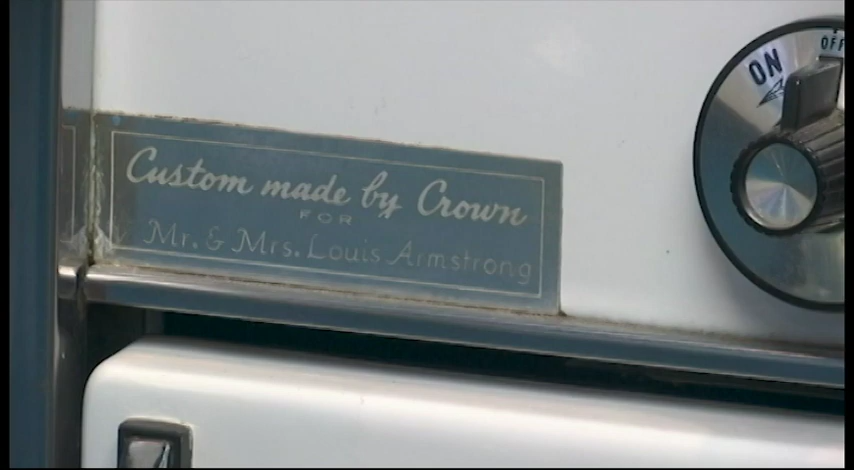 Custom made by Crown
FOR
Mr. & Mrs. Louis Armstrong
ON
OFF